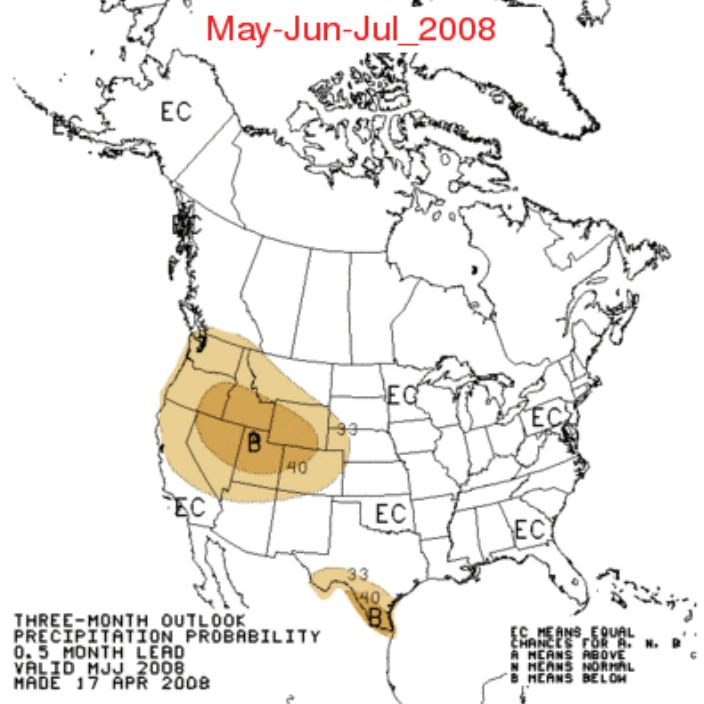 May-Jun-Jul_2008
EC
EC
EC
EC
33
EC
B
40
EC
EC
EC
33
40
B
THREE-MONTH OUTLOOK
PRECIPITATION PROBABILITY
0.5 MONTH LEAD
VALID MJJ 2008
MADE 17 APR 2008
EC MEANS EQUAL
CHANCES FOR A, N, B
A MEANS ABOVE
N MEANS NORMAL
B MEANS BELOW